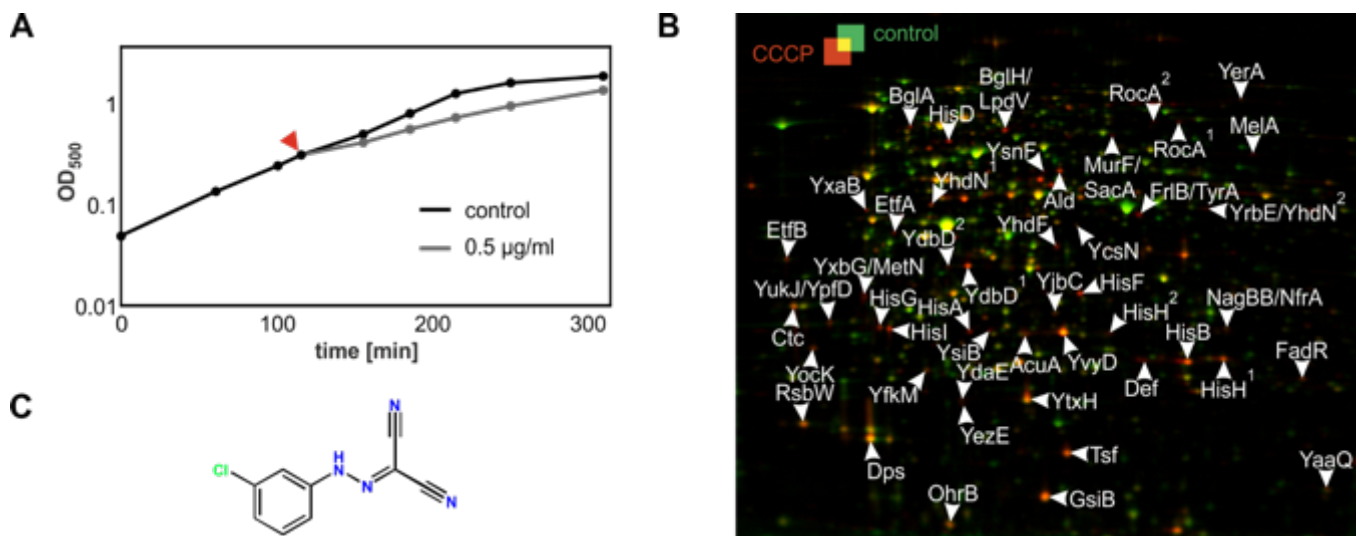 A
OD500
1
0.1
0.01
0
100
200
300
time [min]
control
0.5 µg/ml
B
CCCP
control
BglH/
LpdV
BglA
HisD
RocA2
YerA
RocA1
MelA
YsnF
MurF/
SacA
YxaB
YhdN1
Ald
FrlB/TyrA
EtfA
YrbE/YhdN2
EtfB
YdbD2
YhdF
YcsN
YxbG/MetN
YukJ/YpfD
HisG
HisA
YdbD1
YjbC
HisF
HisH2
NagBB/NfrA
HisI
HisB
Ctc
YsiB
AcuA
YvyD
FadR
YocK
YfkM
YdaE
Def
HisH1
RsbW
YtxH
YezE
Dps
Tsf
YaaQ
OhrB
GsiB
C
Cl
H
N
N
N
N